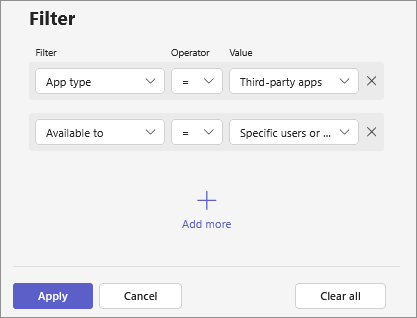 Filter
Filter Operator Value
App type = Third-party apps
Available to = Specific users or ...
Add more
Apply Cancel Clear all